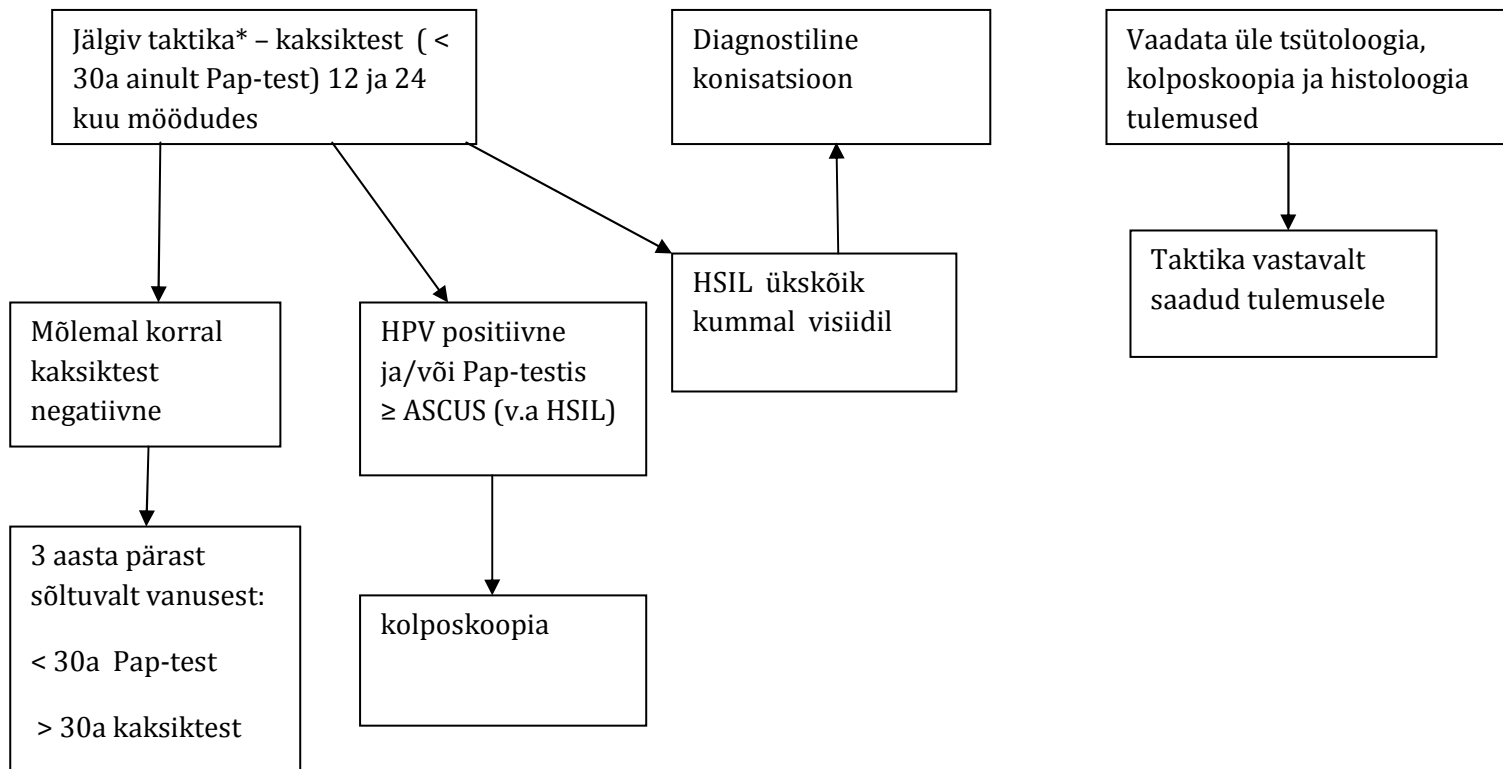 Jälgiv taktika* – kaksiktest ( <
30a ainult Pap-test) 12 ja 24
kuu möödudes
Diagnostiline
konisatsioon
Vaadata üle tsütoloogia,
kolposkoopia ja histoloogia
tulemused
Mõlemal korral
kaksiktest
negatiivne
HPV positiivne
ja/või Pap-testis
≥ ASCUS (v.a HSIL)
HSIL ükskõik
kummal visiidil
Taktika vastavalt
saadud tulemusele
3 aasta pärast
sõltuvalt vanusest:
< 30a Pap-test
> 30a kaksiktest
kolposkoopia